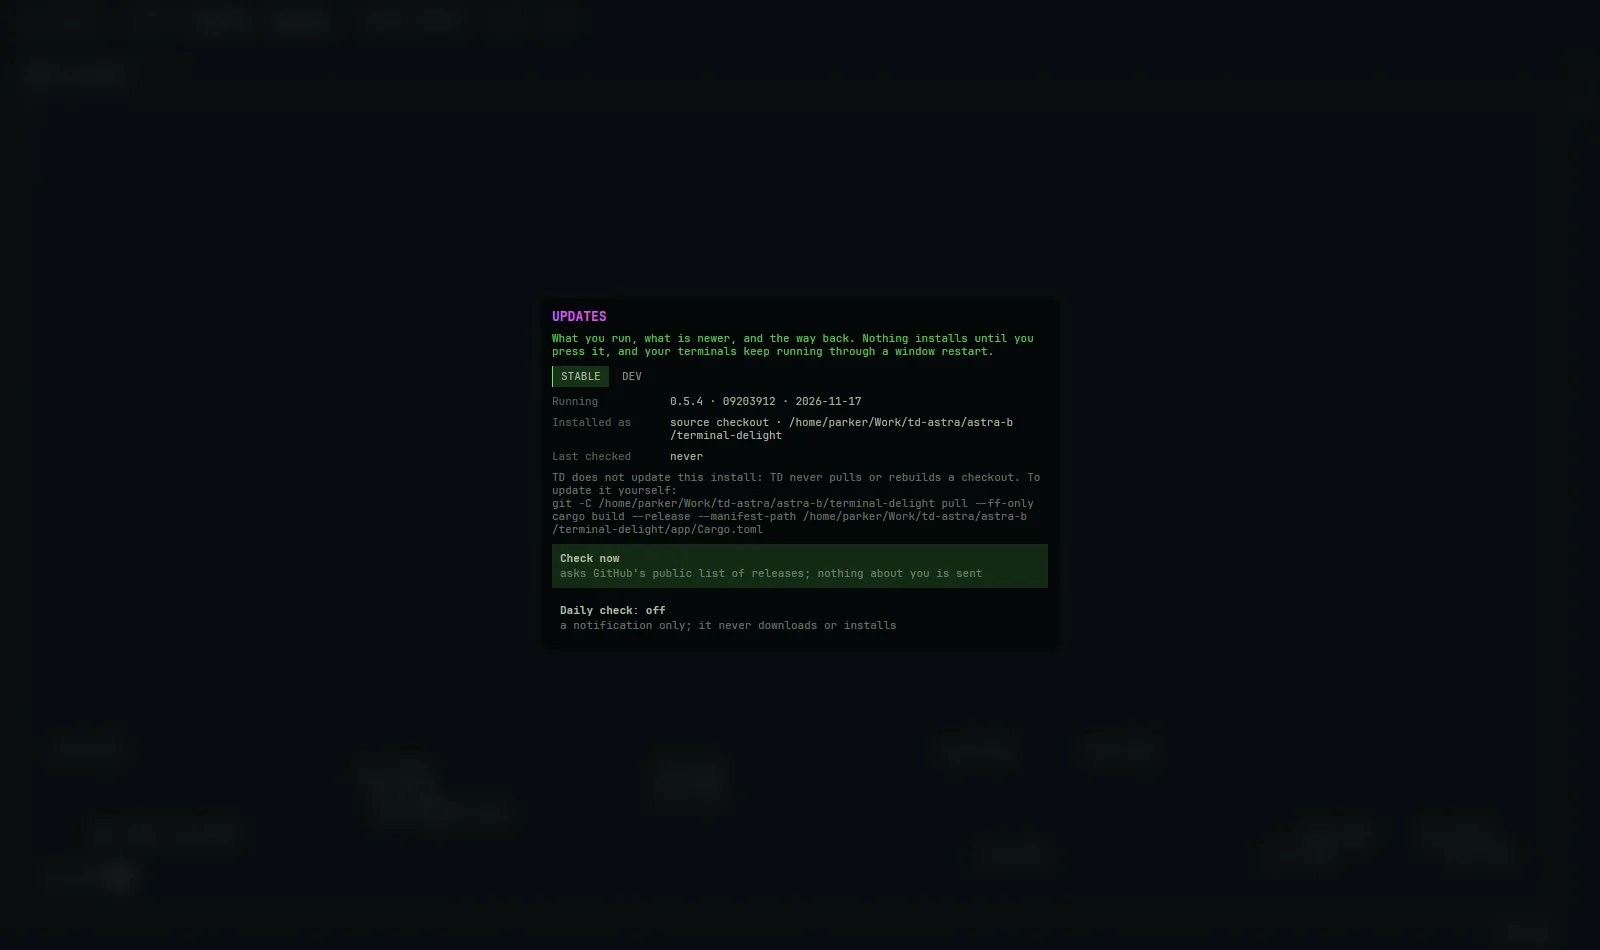 UPDATES
What you run, what is newer, and the way back. Nothing installs until you
press it, and your terminals keep running through a window restart.
STABLE DEV
Running 0.5.4 · 09203912 · 2026-11-17
Installed as source checkout · /home/parker/Work/td-astra/astra-b
/terminal-delight
Last checked never
TD does not update this install: TD never pulls or rebuilds a checkout. To
update it yourself:
git -C /home/parker/Work/td-astra/astra-b/terminal-delight pull --ff-only
cargo build --release --manifest-path /home/parker/Work/td-astra/astra-b
/terminal-delight/app/Cargo.toml
Check now
asks GitHub's public list of releases; nothing about you is sent
Daily check: off
a notification only; it never downloads or installs